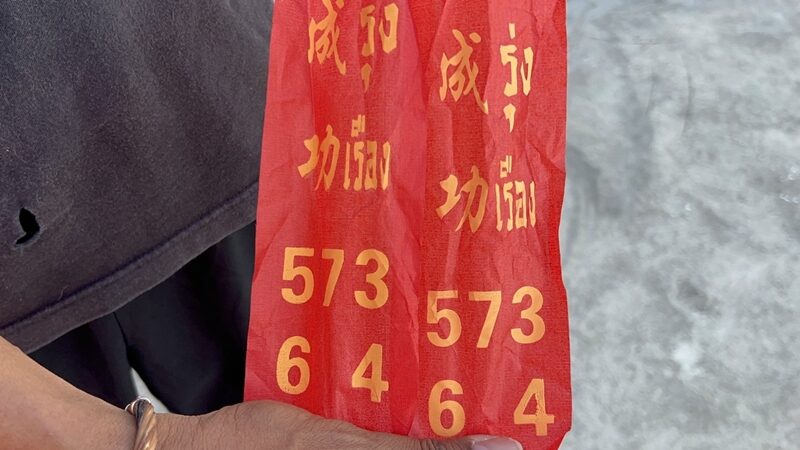 成 รุ่ง
功 เรือง
573
6 4
成 รุ่ง
功 เรือง
573
6 4